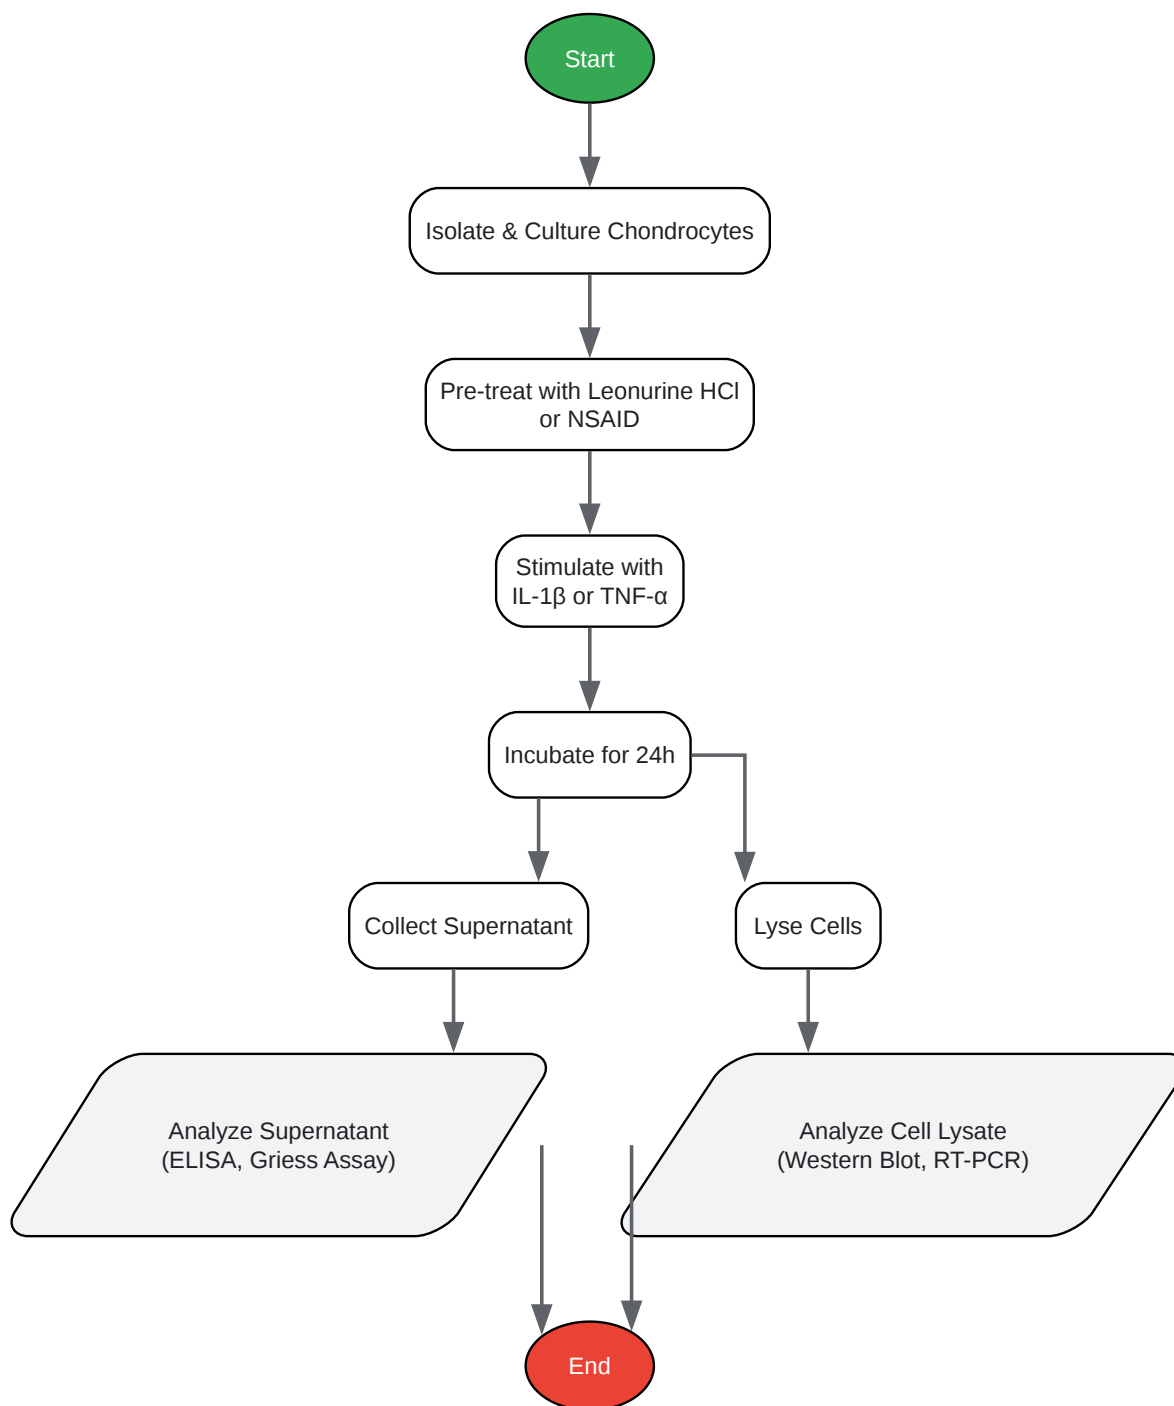 Start
Isolate & Culture Chondrocytes
Pre-treat with Leonurine HCl
or NSAID
Stimulate with
IL-1β or TNF-α
Incubate for 24h
Collect Supernatant
Lyse Cells
Analyze Supernatant
(ELISA, Griess Assay)
Analyze Cell Lysate
(Western Blot, RT-PCR)
End